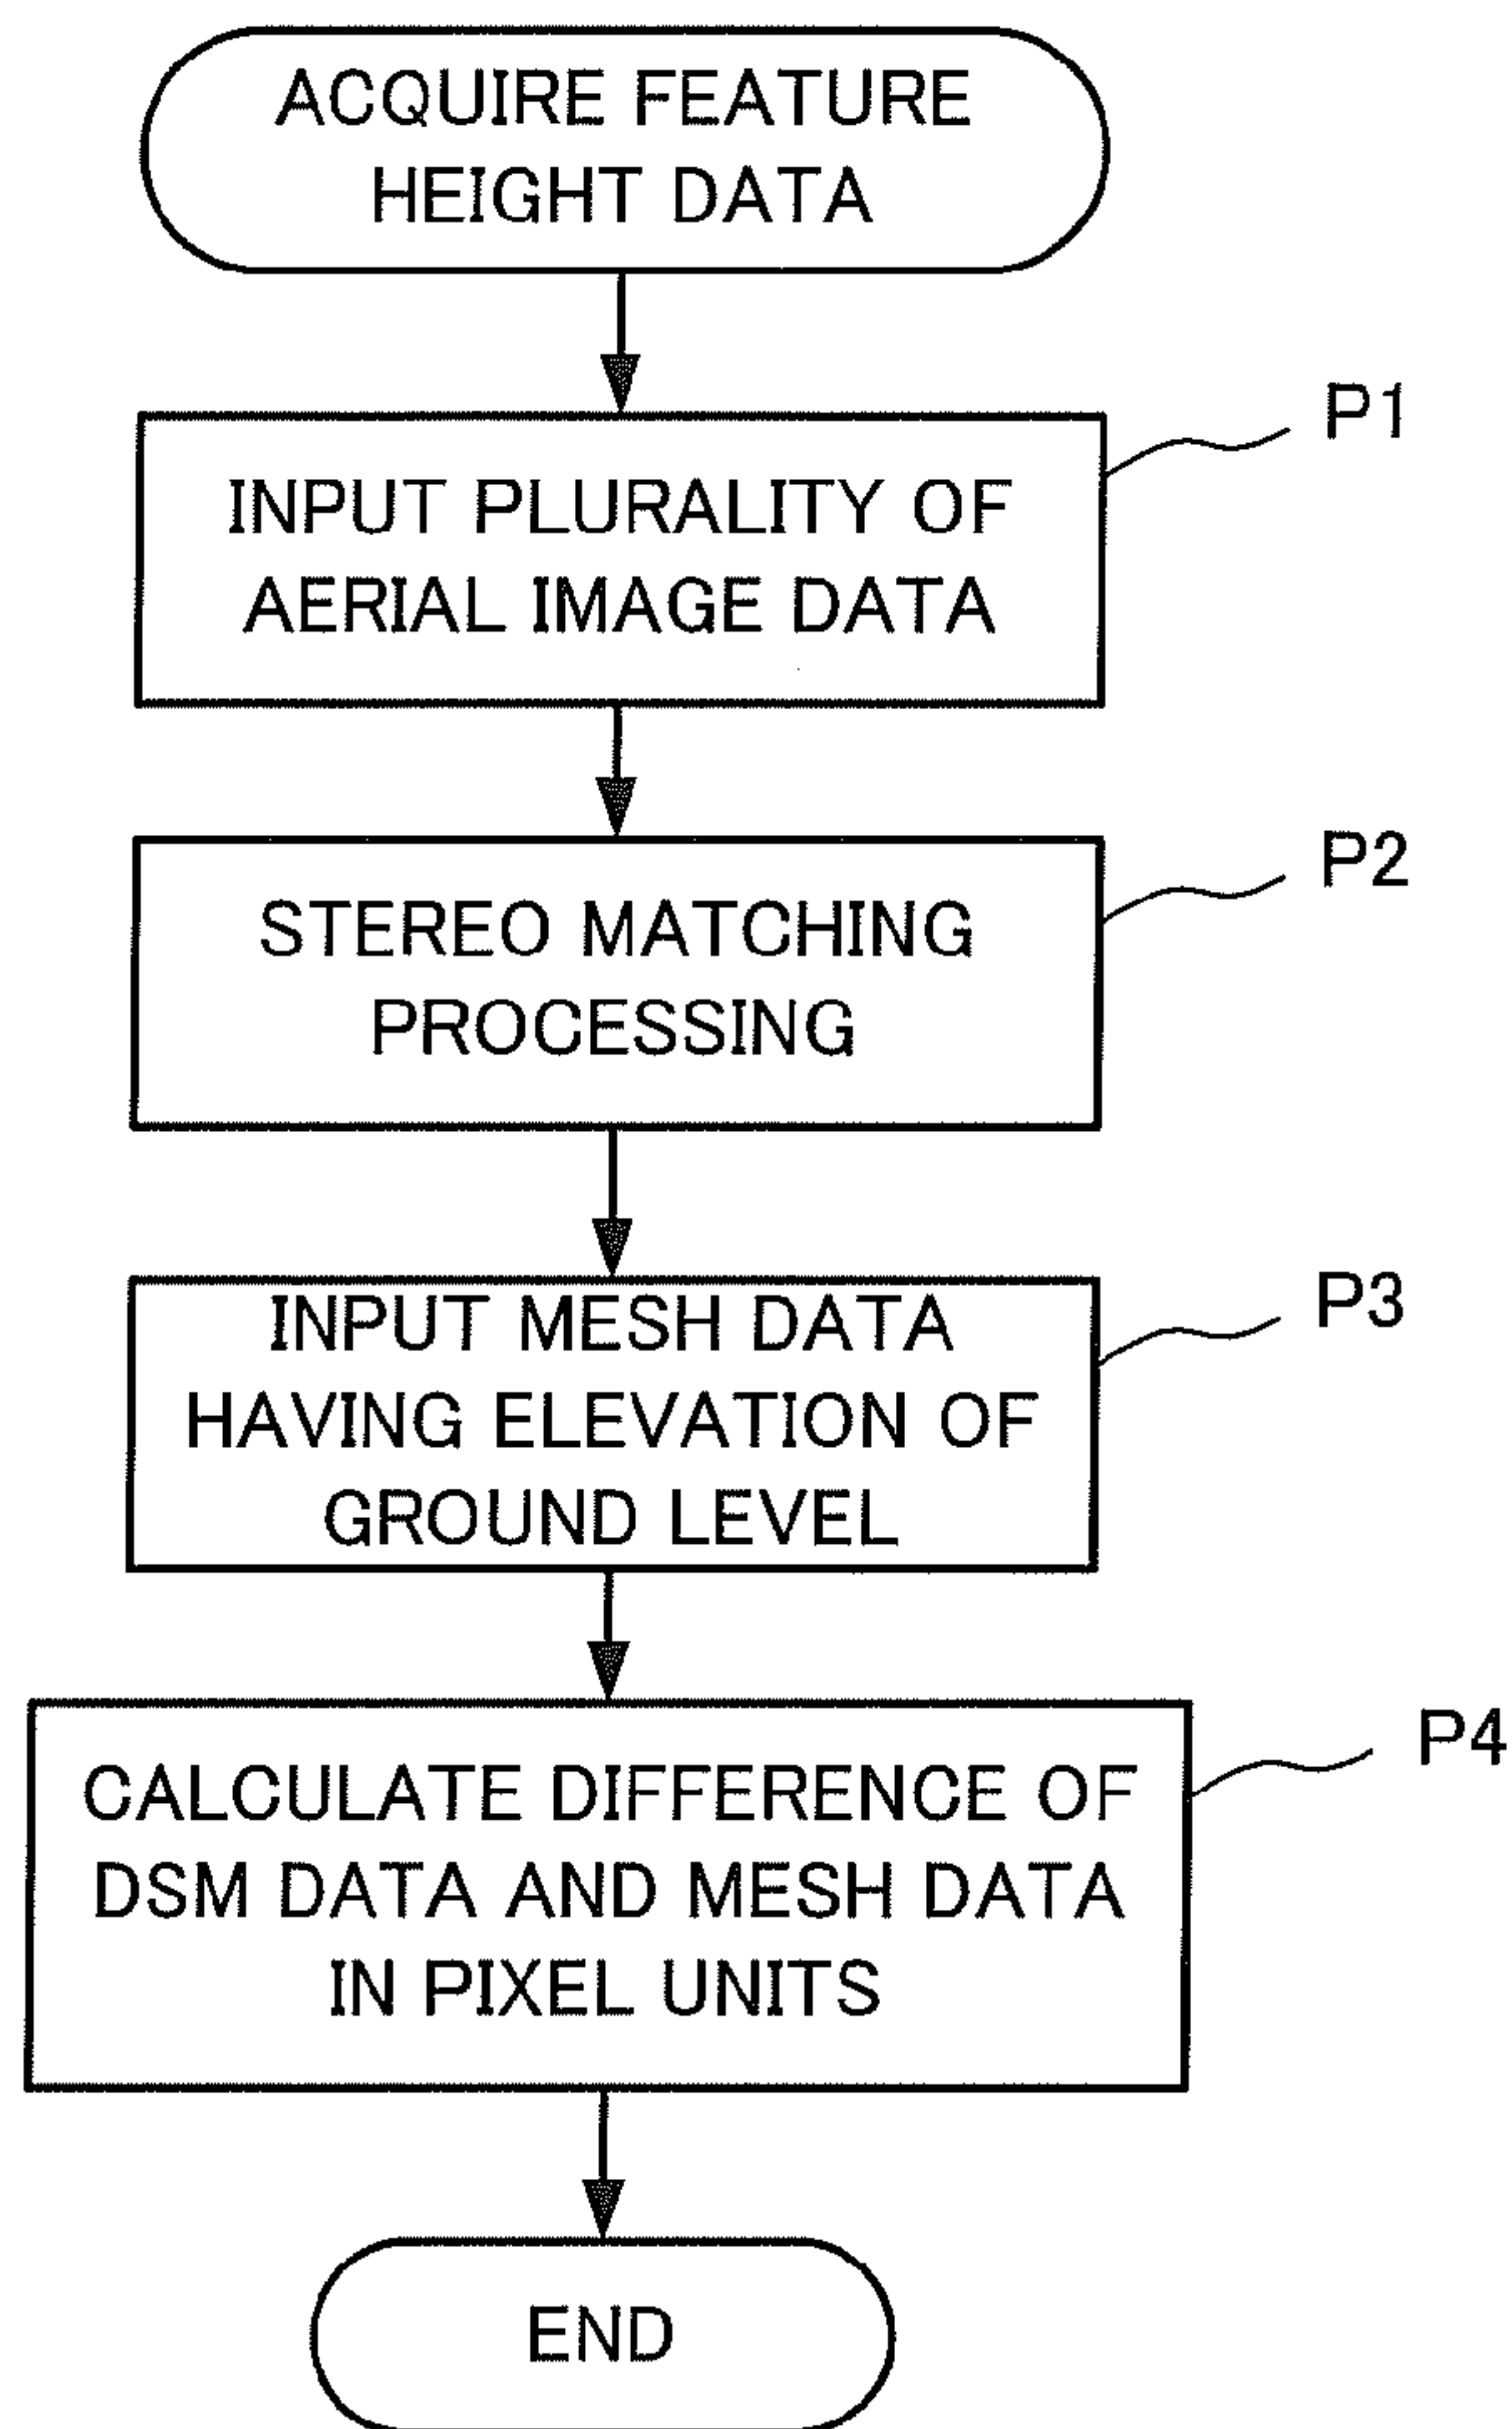 ACQUIRE FEATURE
HEIGHT DATA
P1
INPUT PLURALITY OF
AERIAL IMAGE DATA
P2
STEREO MATCHING
PROCESSING
P3
INPUT MESH DATA
HAVING ELEVATION OF
GROUND LEVEL
P4
CALCULATE DIFFERENCE OF
DSM DATA AND MESH DATA
IN PIXEL UNITS
END